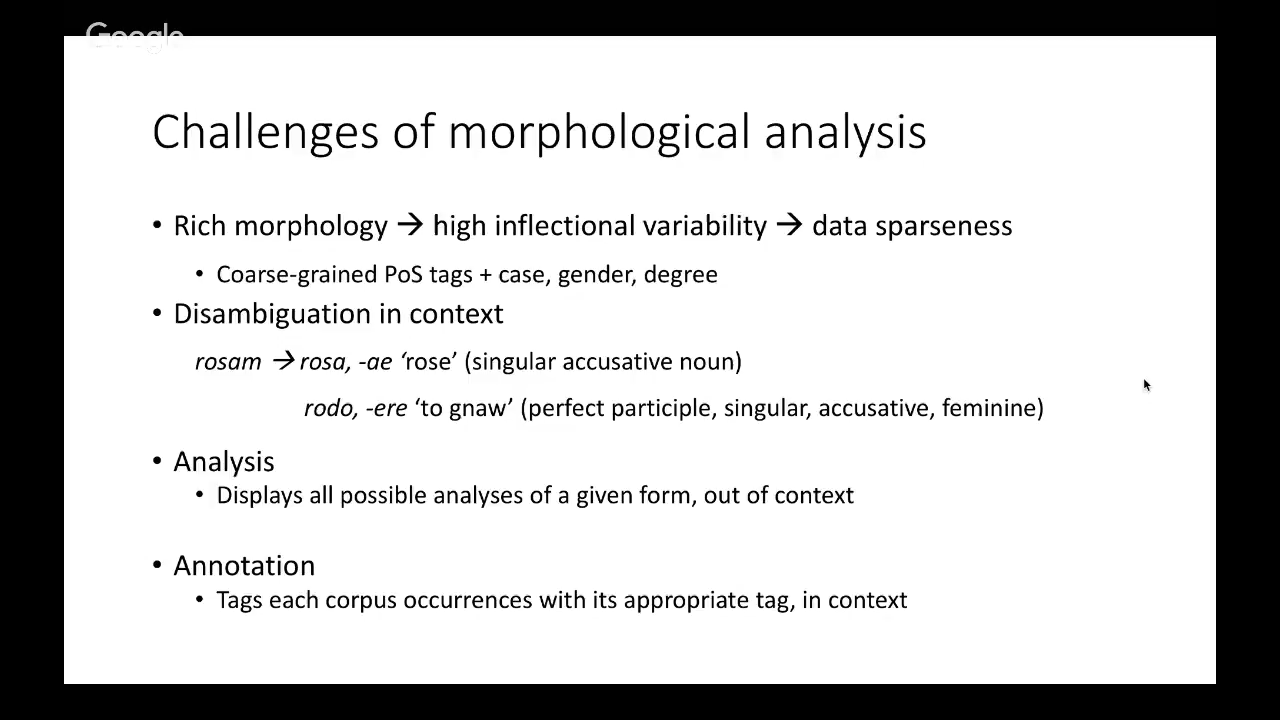 Google
Challenges of morphological analysis
• Rich morphology → high inflectional variability → data sparseness
• Coarse-grained PoS tags + case, gender, degree
• Disambiguation in context
rosam → rosa, -ae ‘rose’ (singular accusative noun)
rodo, -ere ‘to gnaw’ (perfect participle, singular, accusative, feminine)
• Analysis
• Displays all possible analyses of a given form, out of context
• Annotation
• Tags each corpus occurrences with its appropriate tag, in context